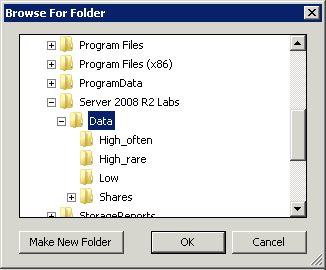 Browse For Folder
Program Files
Program Files (x86)
ProgramData
Server 2008 R2 Labs
Data
High_often
High_rare
Low
Shares
StorageReports
Make New Folder
OK
Cancel